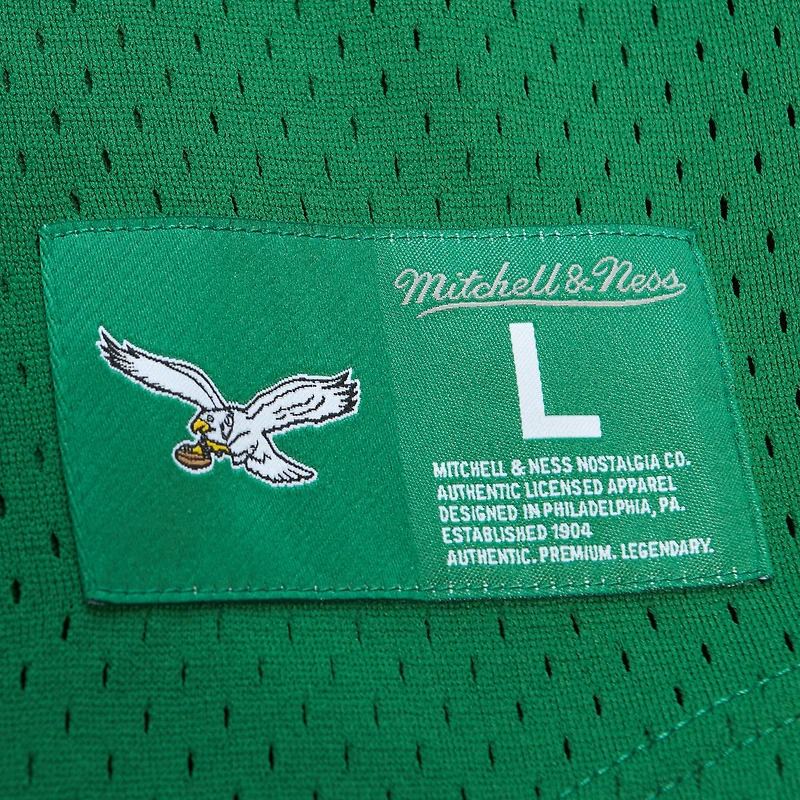 Mitchell & Ness
L
MITCHELL & NESS NOSTALGIA CO.
AUTHENTIC LICENSED APPAREL
DESIGNED IN PHILADELPHIA, PA.
ESTABLISHED 1904
AUTHENTIC. PREMIUM. LEGENDARY.